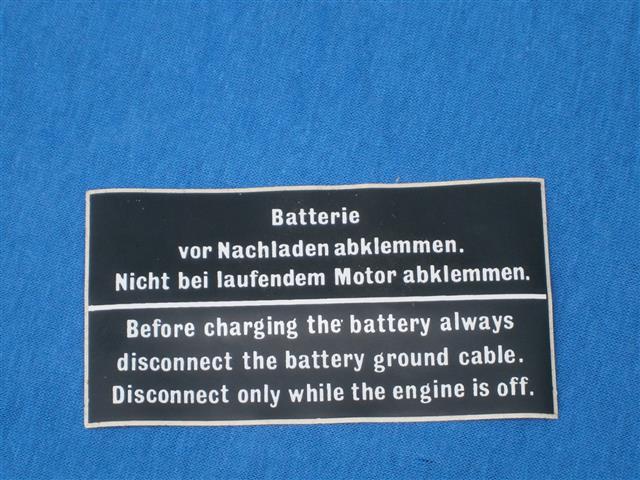 Batterie
vor Nachladen abklemmen.
Nicht bei laufendem Motor abklemmen.
Before charging the battery always
disconnect the battery ground cable.
Disconnect only while the engine is off.